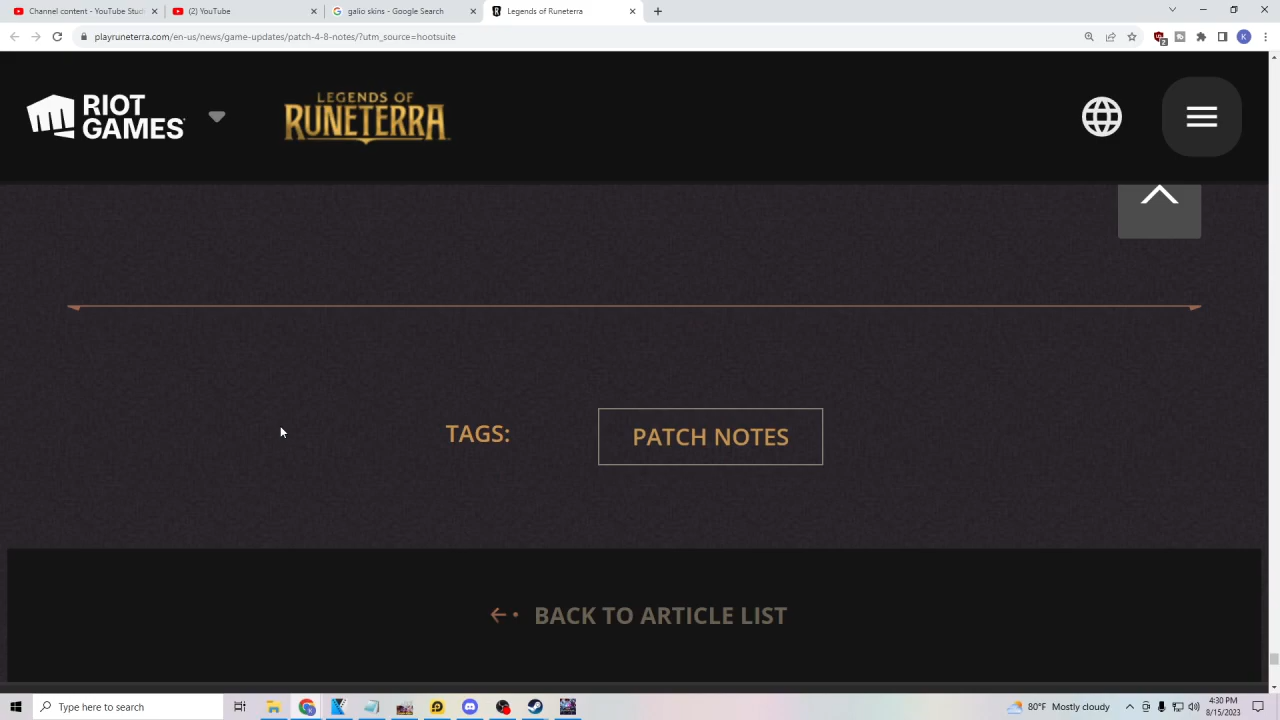 Channel content - YouTube Stud
(2) YouTube
galio skins - Google Search
Legends of Runeterra
playruneterra.com/en-us/news/game-updates/patch-4-8-notes/?utm_source=hootsuite
2
K
RIOT
GAMES
LEGENDS OF
RUNETERRA
TAGS:
PATCH NOTES
BACK TO ARTICLE LIST
Type here to search
80°F Mostly cloudy
4:30 PM
8/15/2023